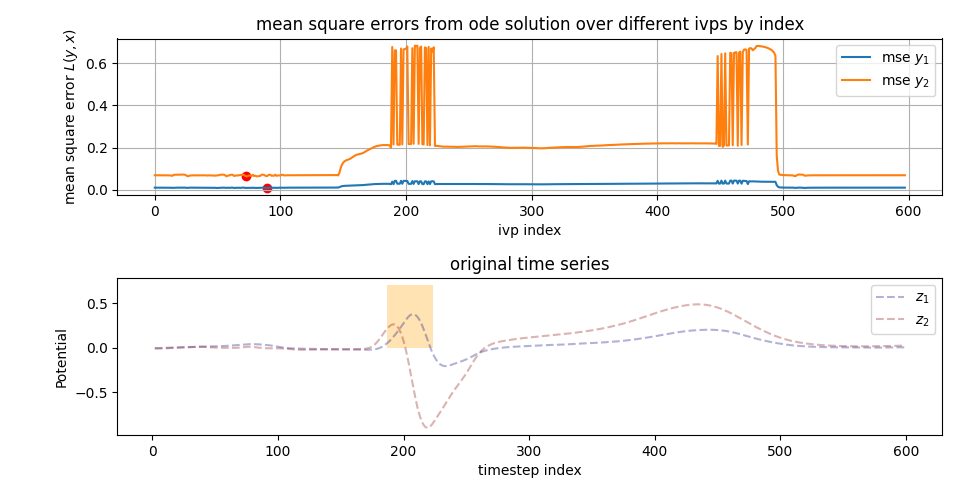 mean square errors from ode solution over different ivps by index
mean square error L(y, x)
0.6
0.4
0.2
0.0
mse y₁
mse y₂
0 100 200 300 400 500 600
ivp index
original time series
Potential
0.5
0.0
−0.5
z₁
z₂
0 100 200 300 400 500 600
timestep index